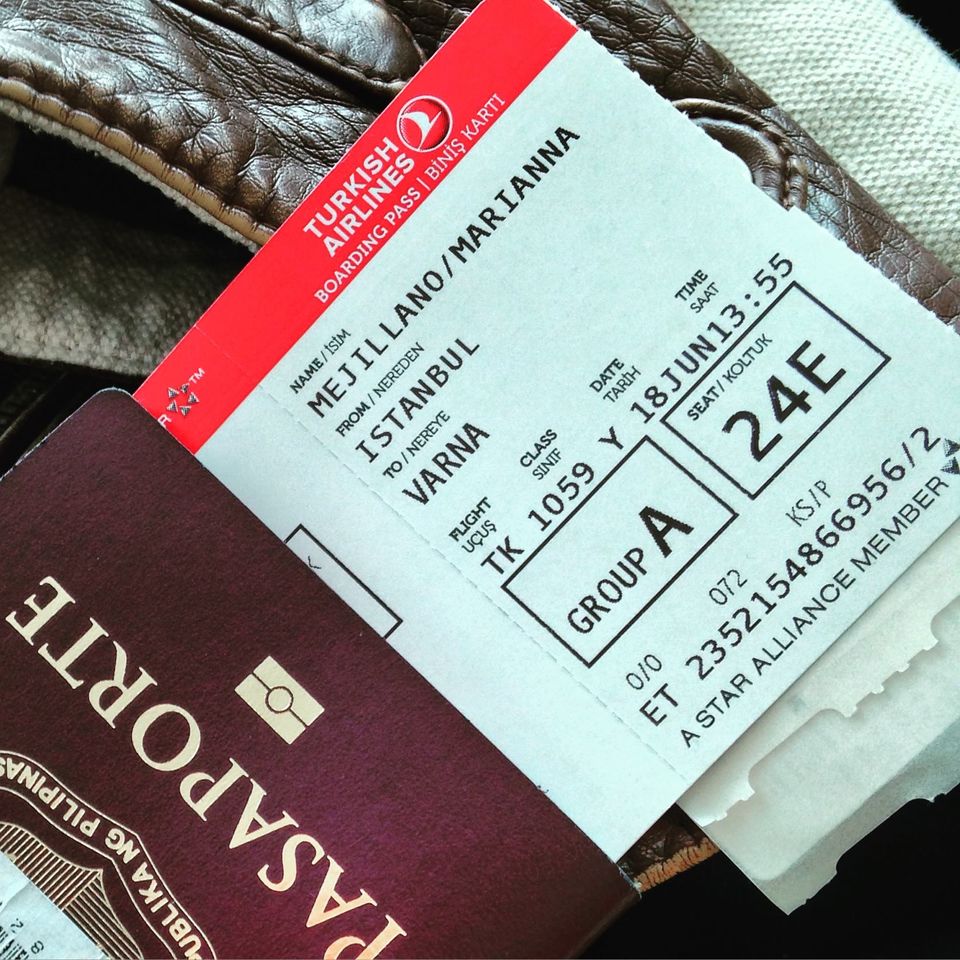 TURKISH
AIRLINES
BOARDING PASS | BİNİŞ KARTI
NAME / İSİM
MEJILLANO/MARIANNA
FROM / NEREDEN
ISTANBUL
TO / NEREYE
VARNA
FLIGHT CLASS DATE TIME
UÇUŞ SINIF TARİH SAAT
TK 1059 Y 18JUN13:55
GROUP A
SEAT / KOLTUK
24E
0/0 072 KS/P
ET 2352154866956/2
A STAR ALLIANCE MEMBER
R™
PASAPORTE
PUBLIKA NG PILIPINAS